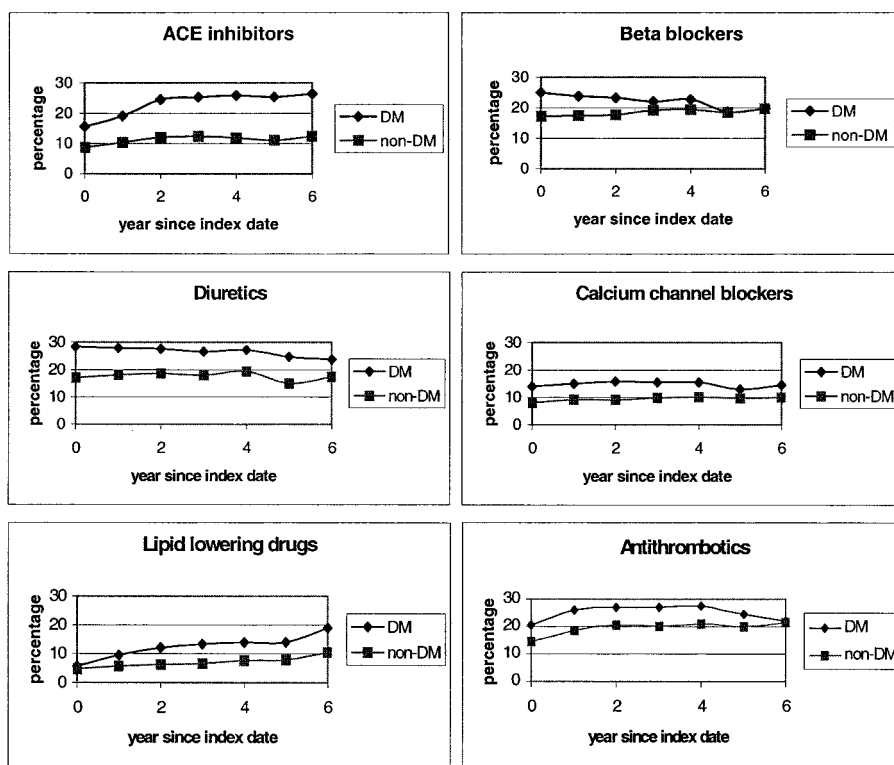 ACE inhibitors
percentage
30
20
10
0
0 2 4 6
year since index date
DM
non-DM
Beta blockers
percentage
30
20
10
0
0 2 4 6
year since index date
DM
non-DM
Diuretics
percentage
30
20
10
0
0 2 4 6
year since index date
DM
non-DM
Calcium channel blockers
percentage
30
20
10
0
0 2 4 6
year since index date
DM
non-DM
Lipid lowering drugs
percentage
30
20
10
0
0 2 4 6
year since index date
DM
non-DM
Antithrombotics
percentage
30
20
10
0
0 2 4 6
year since index date
DM
non-DM